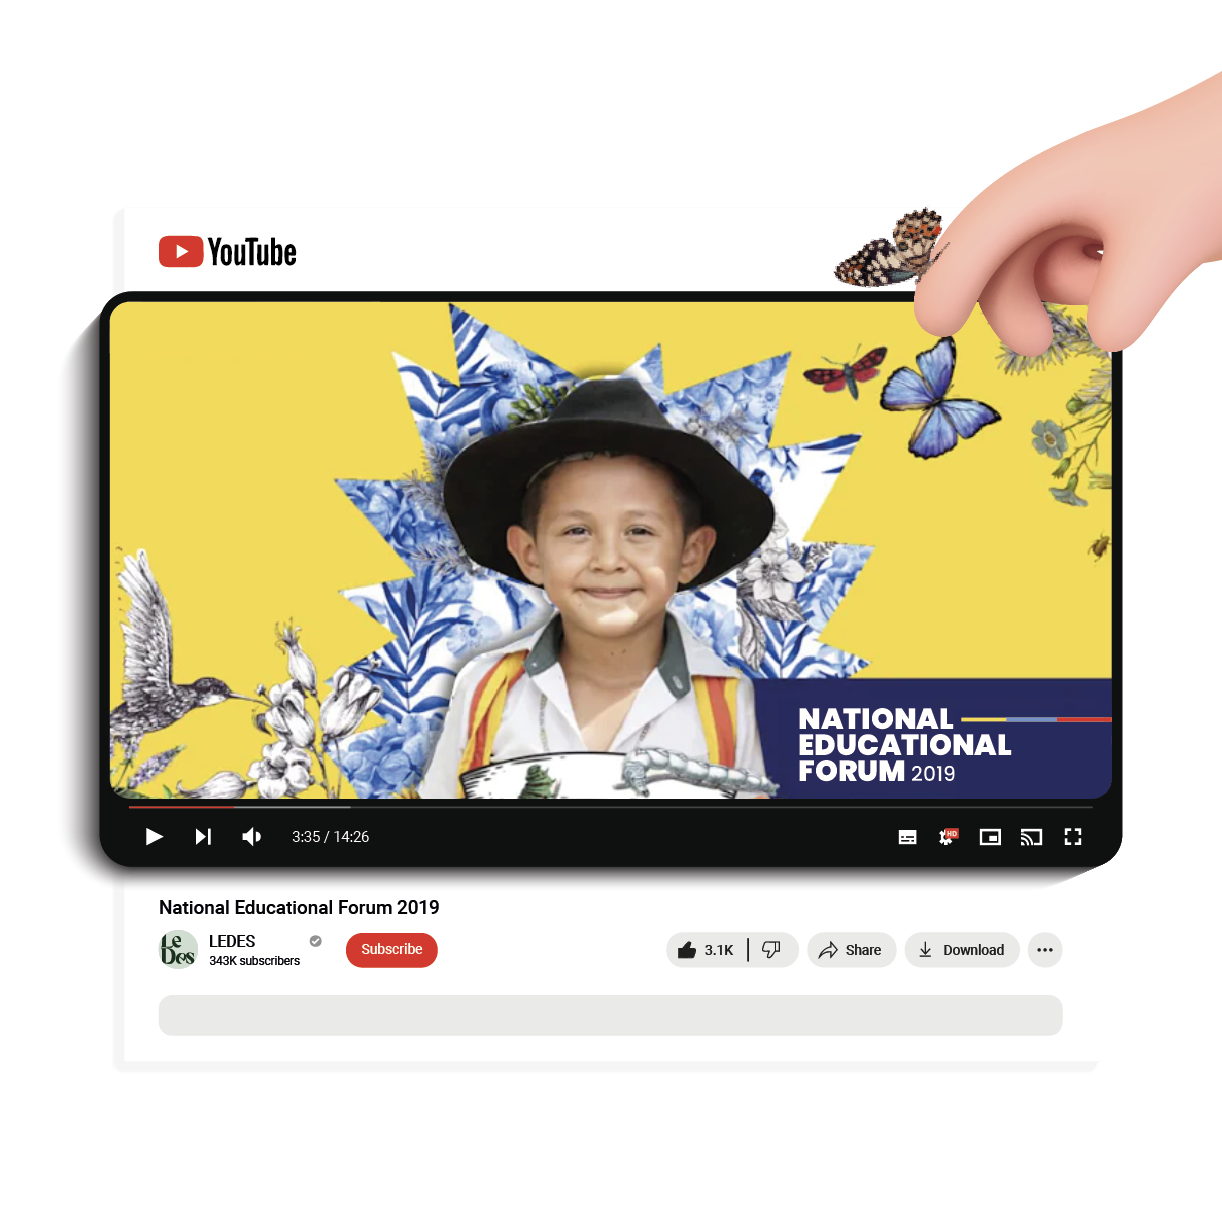 YouTube
NATIONAL
EDUCATIONAL
FORUM 2019
3:35 / 14:26
HD
National Educational Forum 2019
LeDes
LEDES
343K subscribers
Subscribe
3.1K
Share
Download